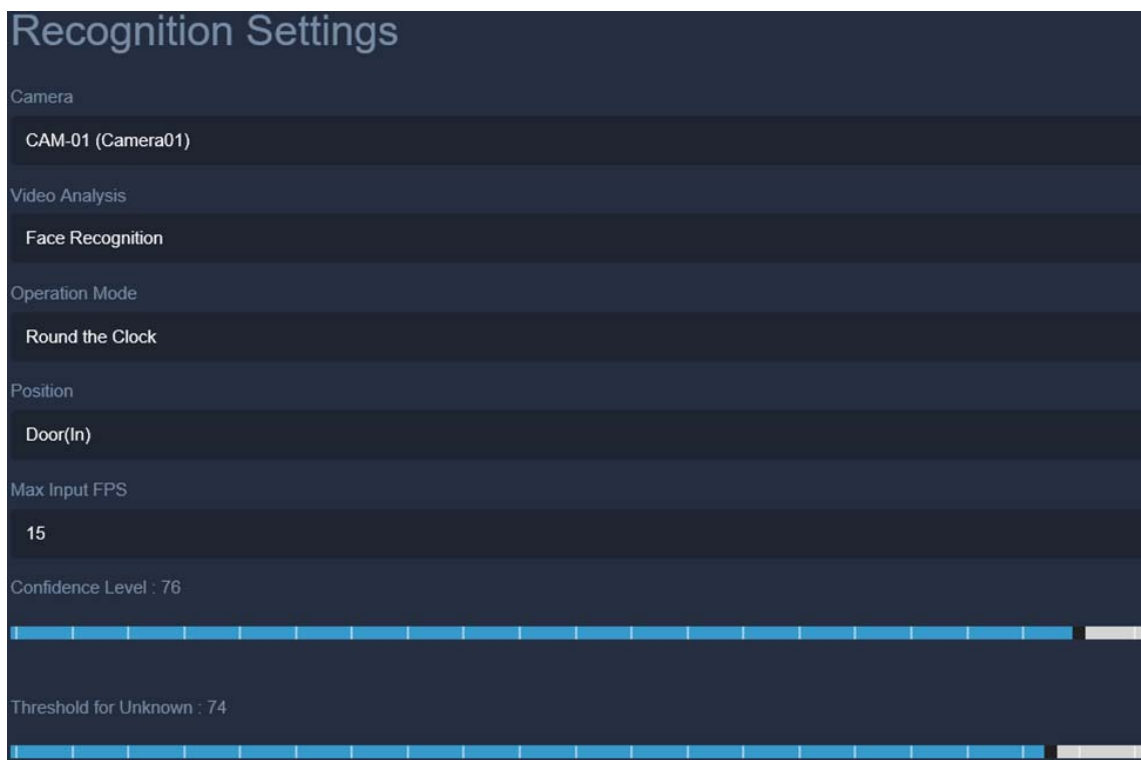 Recognition Settings
Camera
CAM-01 (Camera01)
Video Analysis
Face Recognition
Operation Mode
Round the Clock
Position
Door(In)
Max Input FPS
15
Confidence Level : 76
Threshold for Unknown : 74